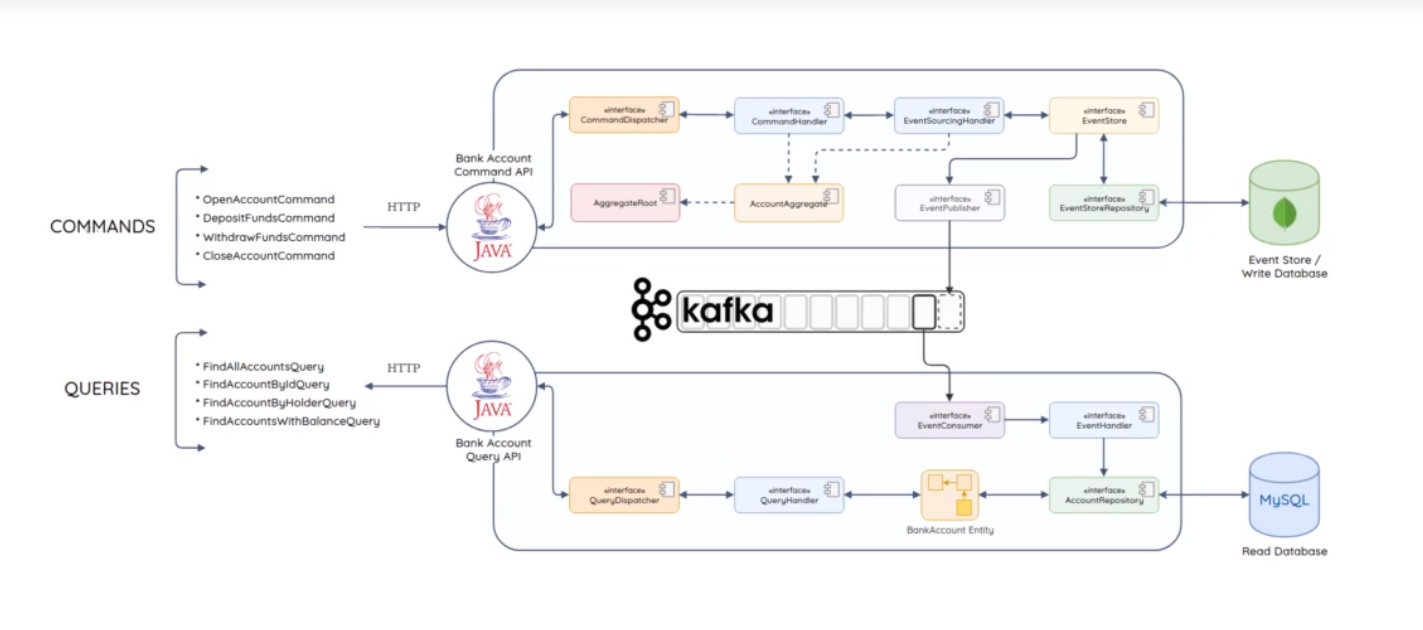 «interface»
CommandDispatcher
«interface»
CommandHandler
«interface»
EventSourcingHandler
«interface»
EventStore
Bank Account
Command API
JAVA
AggregateRoot
AccountAggregate
«interface»
EventPublisher
«interface»
EventStoreRepository
COMMANDS
* OpenAccountCommand
* DepositFundsCommand
* WithdrawFundsCommand
* CloseAccountCommand
HTTP
Event Store /
Write Database
kafka
QUERIES
* FindAllAccountsQuery
* FindAccountByIdQuery
* FindAccountByHolderQuery
* FindAccountsWithBalanceQuery
HTTP
JAVA
Bank Account
Query API
«interface»
EventConsumer
«interface»
EventHandler
«interface»
QueryDispatcher
«interface»
QueryHandler
BankAccount Entity
«interface»
AccountRepository
MySQL
Read Database